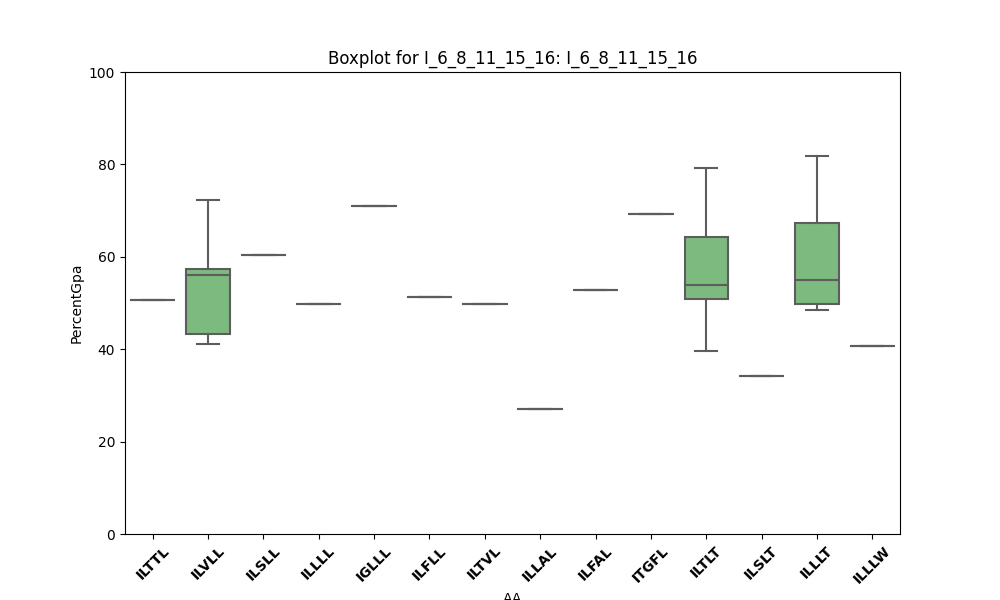 Boxplot for I_6_8_11_15_16: I_6_8_11_15_16
100
80
60
40
20
0
PercentGpa
ILTTL
ILVLL
ILSLL
ILLLL
IGLLL
ILFLL
ILTVL
ILLAL
ILFAL
ITGFL
ILTLT
ILSLT
ILLLT
ILLLW
AA